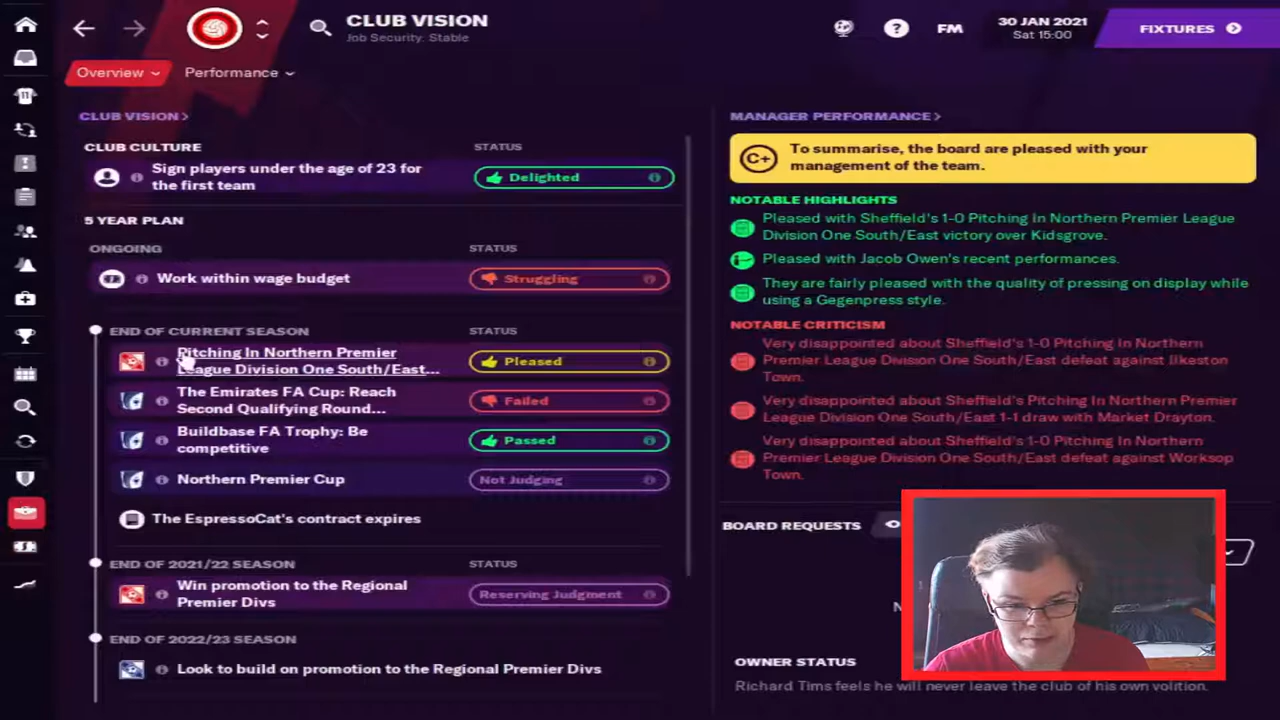 CLUB VISION
Job Security: Stable
FM
30 JAN 2021
Sat 15:00
FIXTURES
Overview
Performance
CLUB VISION >
CLUB CULTURE
STATUS
Sign players under the age of 23 for
the first team
Delighted
5 YEAR PLAN
ONGOING
STATUS
Work within wage budget
Struggling
END OF CURRENT SEASON
STATUS
Pitching In Northern Premier
League Division One South/East...
Pleased
The Emirates FA Cup: Reach
Second Qualifying Round...
Failed
Buildbase FA Trophy: Be
competitive
Passed
Northern Premier Cup
Not Judging
The EspressoCat's contract expires
END OF 2021/22 SEASON
STATUS
Win promotion to the Regional
Premier Divs
Reserving Judgment
END OF 2022/23 SEASON
Look to build on promotion to the Regional Premier Divs
MANAGER PERFORMANCE >
C+
To summarise, the board are pleased with your
management of the team.
NOTABLE HIGHLIGHTS
Pleased with Sheffield's 1-0 Pitching In Northern Premier League
Division One South/East victory over Kidsgrove.
Pleased with Jacob Owen's recent performances.
They are fairly pleased with the quality of pressing on display while
using a Gegenpress style.
NOTABLE CRITICISM
Very disappointed about Sheffield's 1-0 Pitching In Northern
Premier League Division One South/East defeat against Ilkeston
Town.
Very disappointed about Sheffield's 1-0 Pitching In Northern Premier
League Division One South/East 1-1 draw with Market Drayton.
Very disappointed about Sheffield's 1-0 Pitching In Northern
Premier League Division One South/East defeat against Worksop
Town.
BOARD REQUESTS
OWNER STATUS
Richard Tims feels he will never leave the club of his own volition.